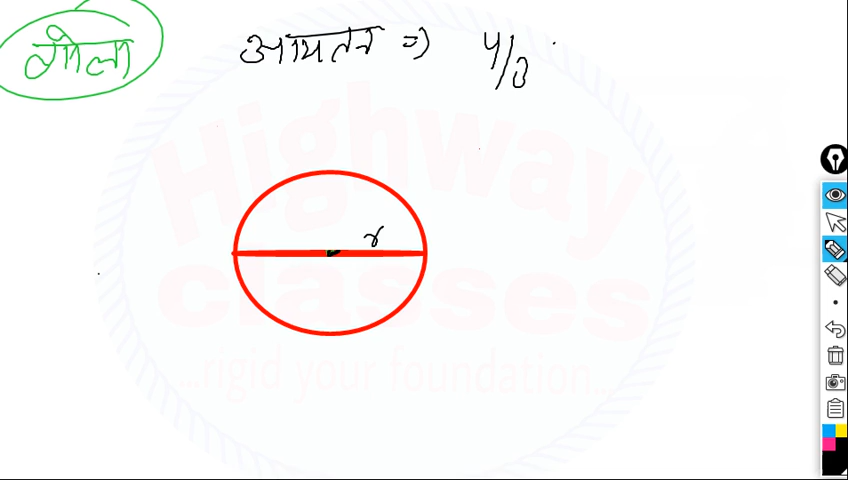 गोला
आयतन => 4/3
r
Highway
classes
...rigid your foundation...